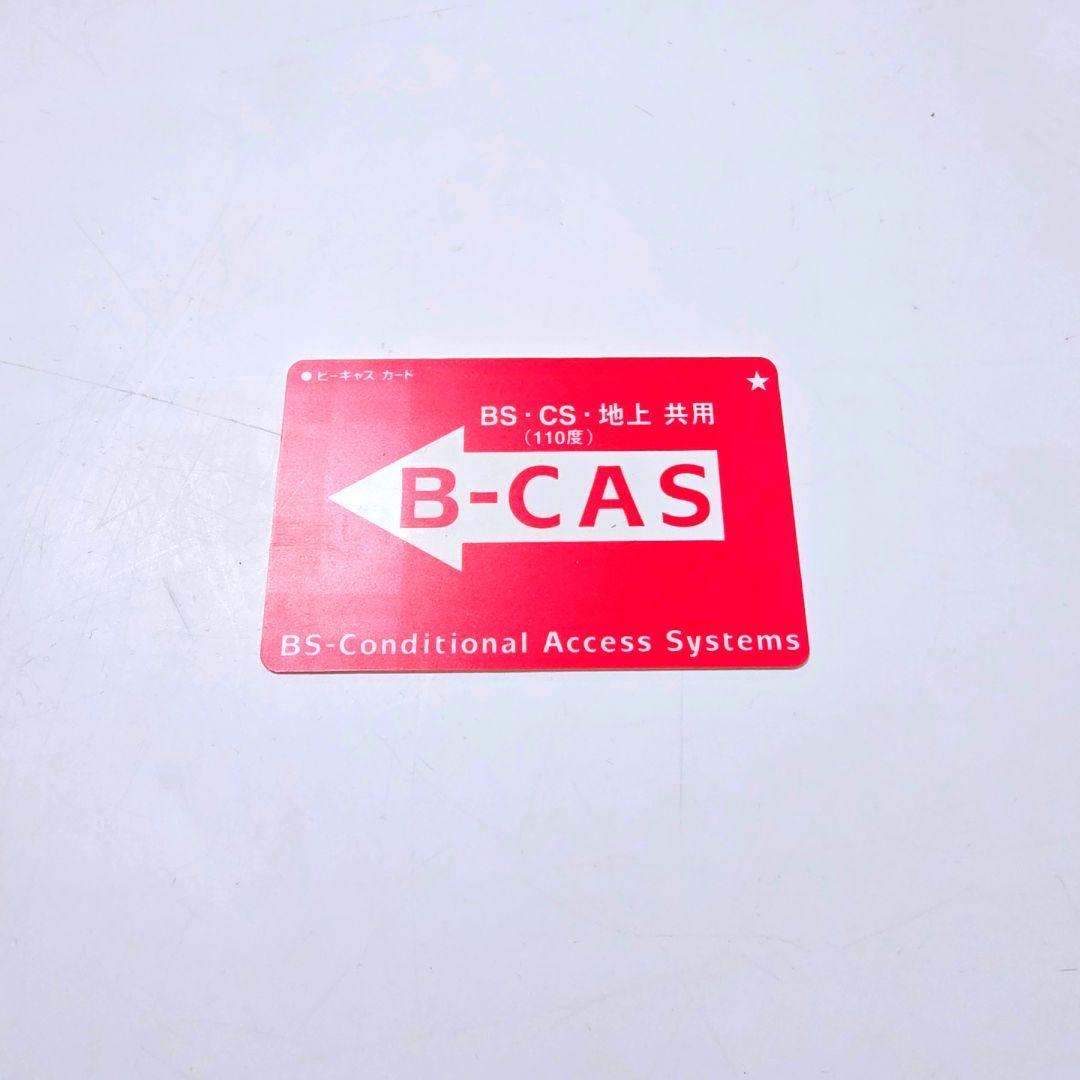 ● ビーキャス カード ★
BS・CS・地上 共用
(110度)
B-CAS
BS-Conditional Access Systems